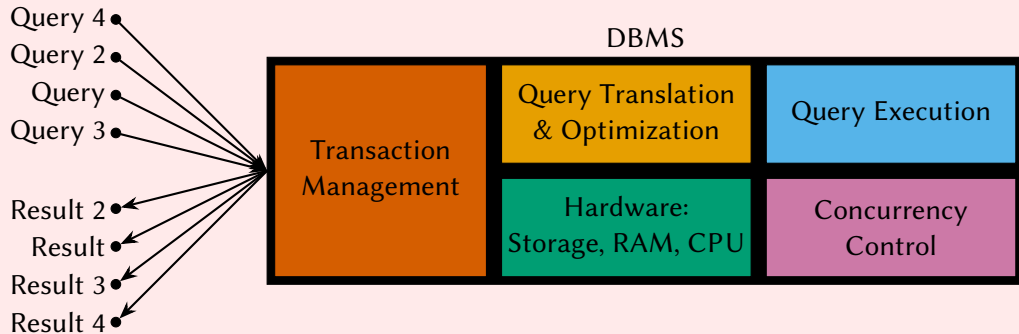 Query 4
Query 2
Query
Query 3
Result 2
Result
Result 3
Result 4
DBMS
Transaction
Management
Query Translation
& Optimization
Query Execution
Hardware:
Storage, RAM, CPU
Concurrency
Control